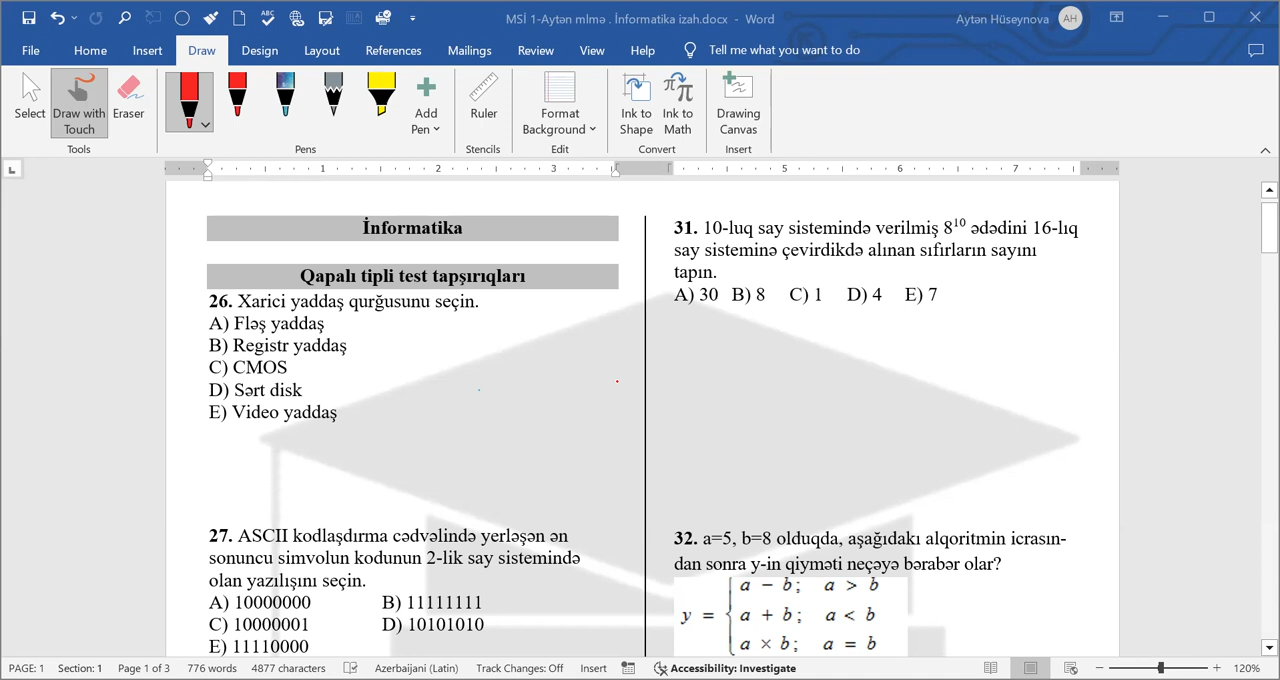 MSİ 1-Aytən mlmə . İnformatika izah.docx - Word
Aytən Hüseynova
AH
File Home Insert Draw Design Layout References Mailings Review View Help Tell me what you want to do
Select
Draw with Touch
Eraser
Add Pen
Ruler
Format Background
Ink to Shape
Ink to Math
Drawing Canvas
Tools Pens Stencils Edit Convert Insert
1 2 3 5 6 7
İnformatika
Qapalı tipli test tapşırıqları
26. Xarici yaddaş qurğusunu seçin.
A) Fləş yaddaş
B) Registr yaddaş
C) CMOS
D) Sərt disk
E) Video yaddaş
27. ASCII kodlaşdırma cədvəlində yerləşən ən
sonuncu simvolun kodunun 2-lik say sistemində
olan yazılışını seçin.
A) 10000000 B) 11111111
C) 10000001 D) 10101010
E) 11110000
31. 10-luq say sistemində verilmiş 8¹⁰ ədədini 16-lıq
say sisteminə çevirdikdə alınan sıfırların sayını
tapın.
A) 30 B) 8 C) 1 D) 4 E) 7
32. a=5, b=8 olduqda, aşağıdakı alqoritmin icrasın-
dan sonra y-in qiyməti neçəyə bərabər olar?
a − b; a > b
y = { a + b; a < b
a × b; a = b
PAGE: 1 Section: 1 Page 1 of 3 776 words 4877 characters Azerbaijani (Latin) Track Changes: Off Insert Accessibility: Investigate 120%